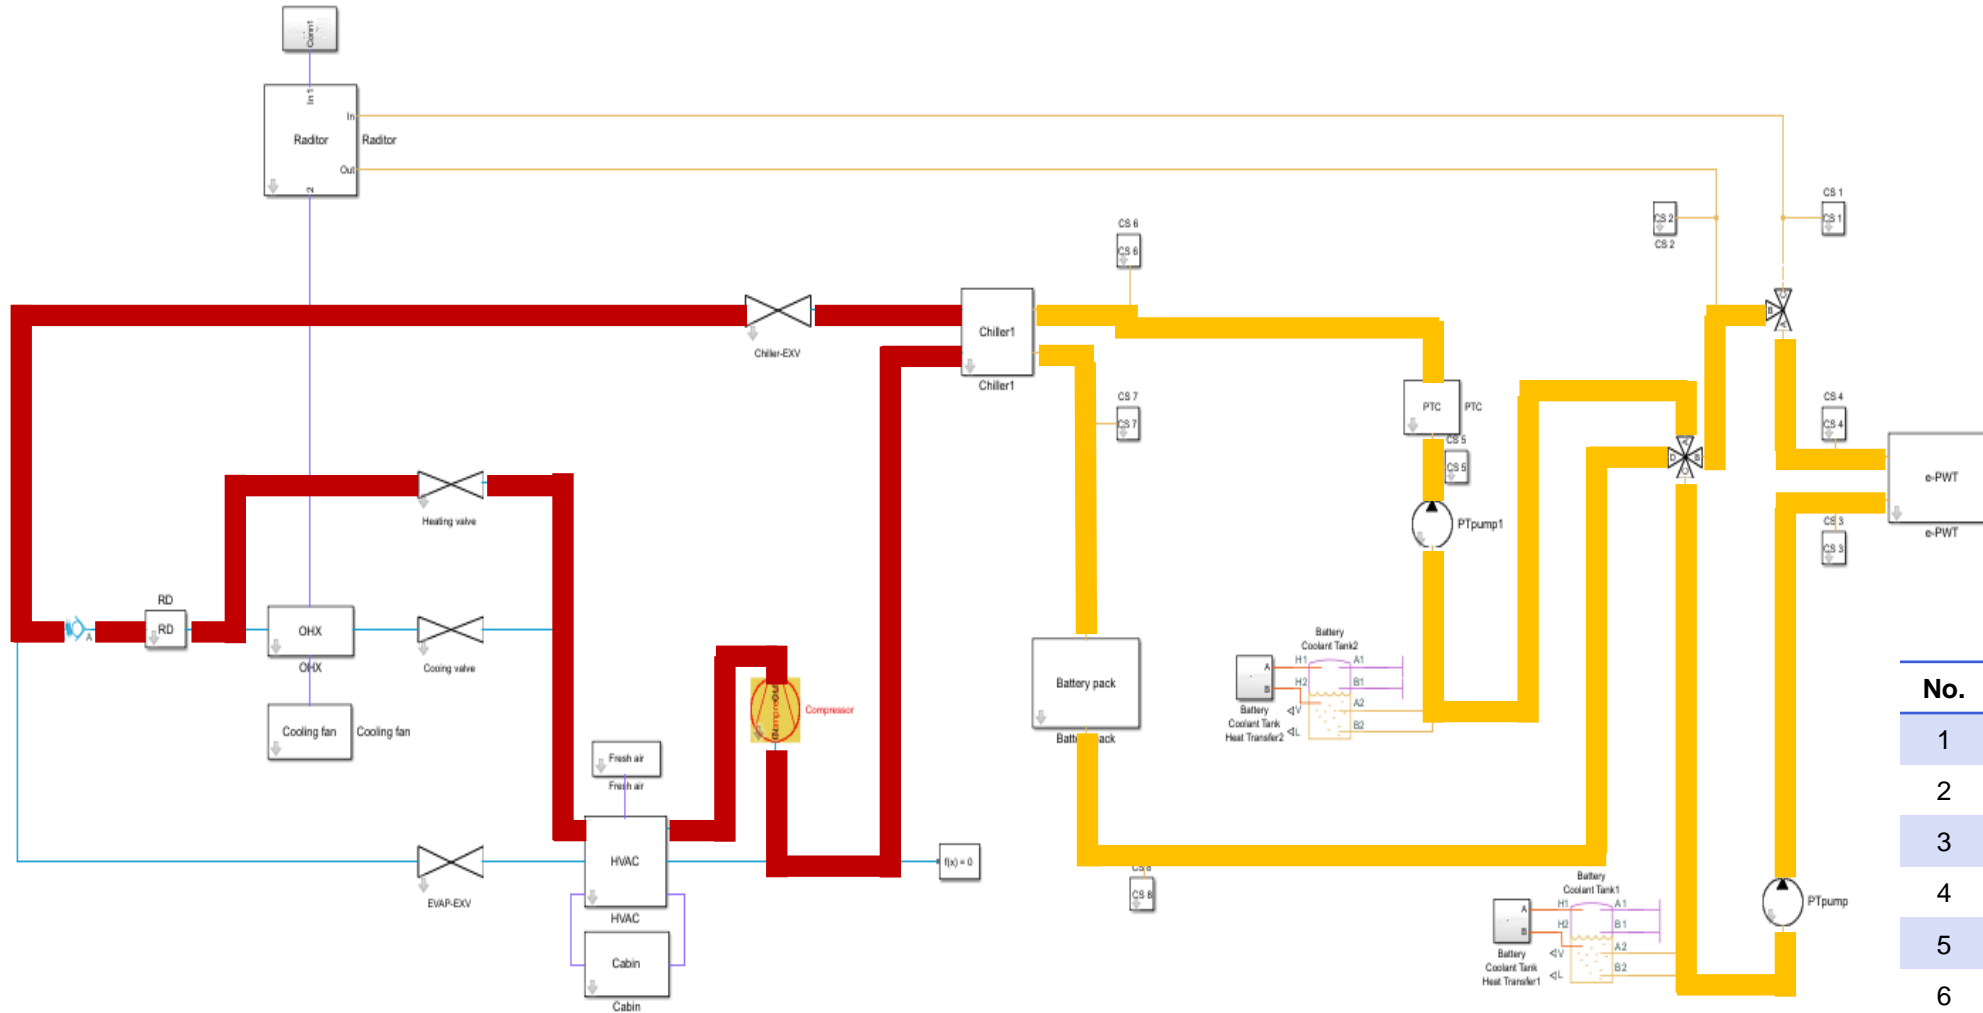 Conn1
In 1
In
Raditor
Raditor
Out
2
CS 1
CS 2
CS 1
CS 2
CS 6
CS 6
C
B
A
Chiller1
Chiller-EXV
Chiller1
CS 7
CS 7
PTC
PTC
CS 4
CS 4
CS 5
CS 5
A
D
B
C
e-PWT
e-PWT
Heating valve
PTpump1
CS 3
CS 3
RD
RD
A
OHX
OHX
Cooing valve
Battery
Coolant Tank2
H1
A1
H2
B1
A
B
A2
V
B2
L
Battery
Coolant Tank
Heat Transfer2
Battery pack
Battery pack
Compressor
Cooling fan
Cooling fan
Fresh air
Fresh air
HVAC
HVAC
EVAP-EXV
f(x) = 0
Cabin
Cabin
CS 8
CS 8
Battery
Coolant Tank1
H1
A1
H2
B1
A
B
A2
V
B2
L
Battery
Coolant Tank
Heat Transfer1
PTpump
No.
1
2
3
4
5
6